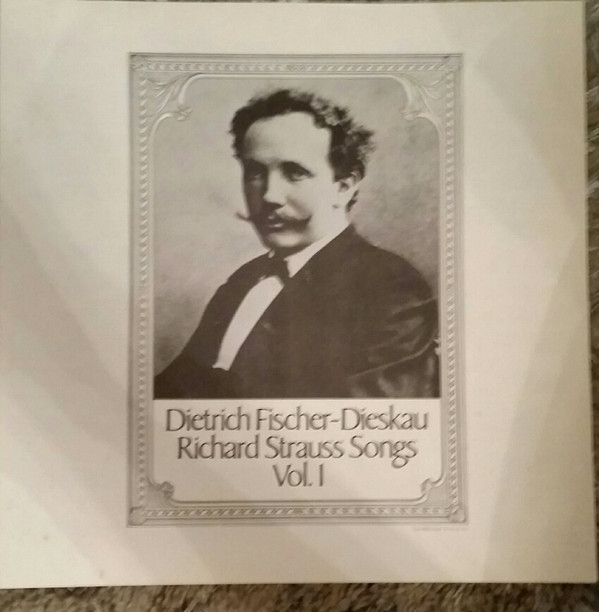 Dietrich Fischer-Dieskau
Richard Strauss Songs
Vol. I